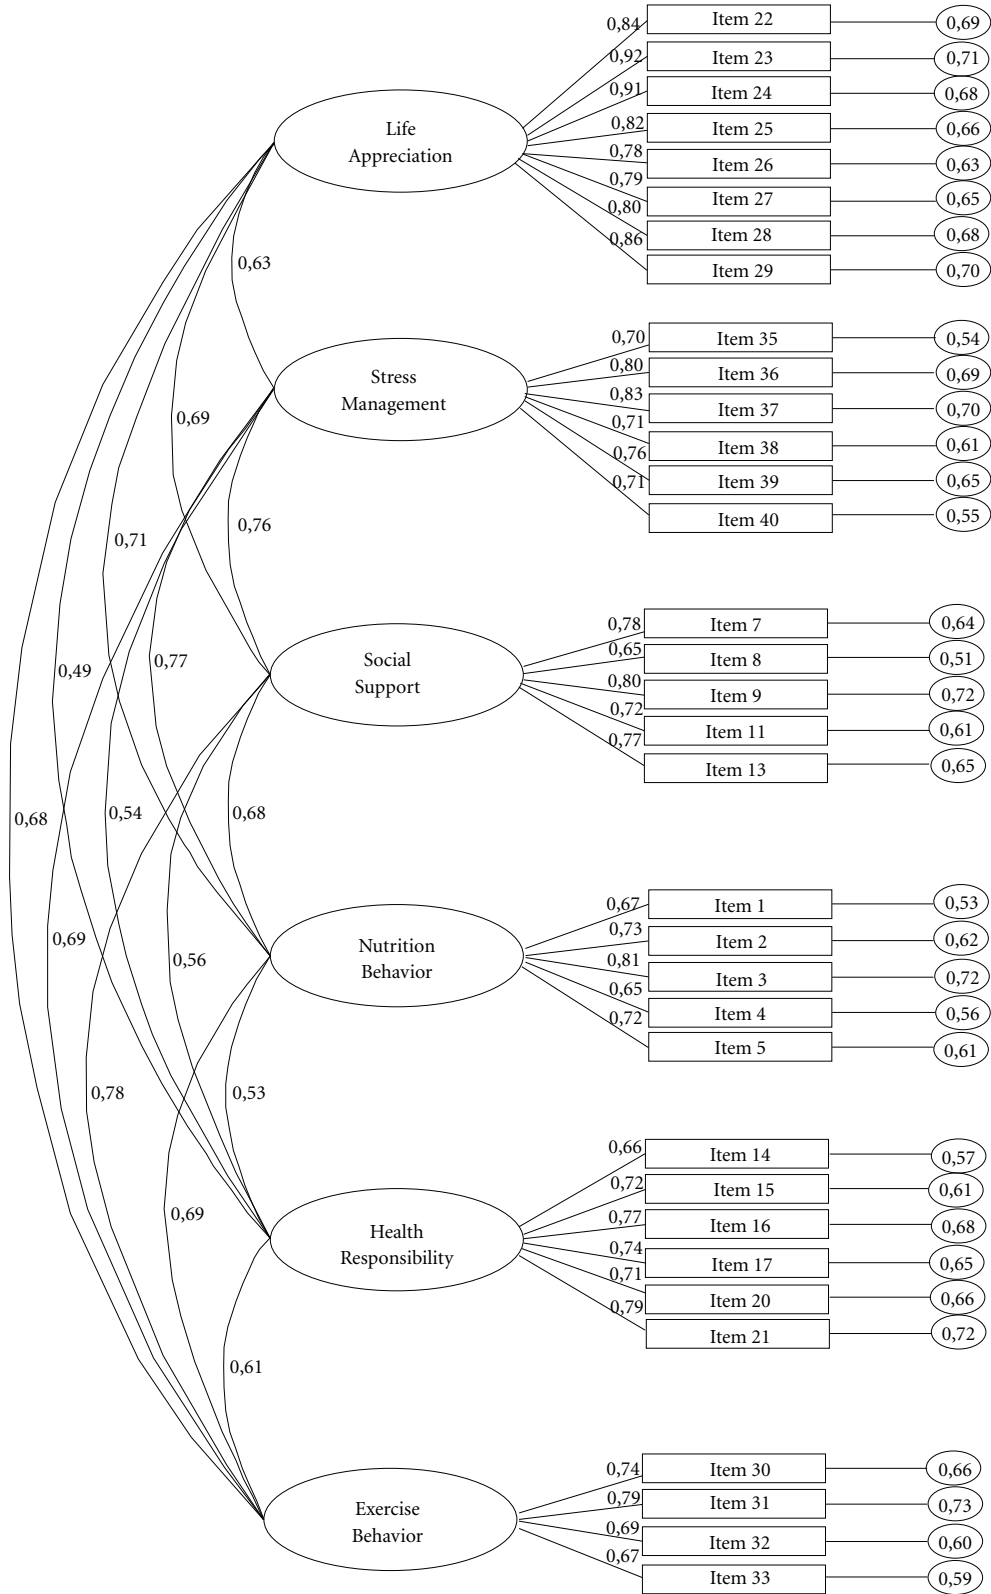 0,84 Item 22 0,69
0,92 Item 23 0,71
0,91 Item 24 0,68
Life
Appreciation
0,82 Item 25 0,66
0,78 Item 26 0,63
0,79 Item 27 0,65
0,80 Item 28 0,68
0,86 Item 29 0,70
0,63
Stress
Management
0,70 Item 35 0,54
0,80 Item 36 0,69
0,83 Item 37 0,70
0,71 Item 38 0,61
0,76 Item 39 0,65
0,71 Item 40 0,55
0,69
0,76
0,71
Social
Support
0,78 Item 7 0,64
0,65 Item 8 0,51
0,80 Item 9 0,72
0,72 Item 11 0,61
0,77 Item 13 0,65
0,49
0,77
0,68
0,54
0,68
Nutrition
Behavior
0,67 Item 1 0,53
0,73 Item 2 0,62
0,81 Item 3 0,72
0,65 Item 4 0,56
0,72 Item 5 0,61
0,69
0,56
0,78
0,53
Health
Responsibility
0,66 Item 14 0,57
0,72 Item 15 0,61
0,77 Item 16 0,68
0,74 Item 17 0,65
0,71 Item 20 0,66
0,79 Item 21 0,72
0,69
0,61
Exercise
Behavior
0,74 Item 30 0,66
0,79 Item 31 0,73
0,69 Item 32 0,60
0,67 Item 33 0,59